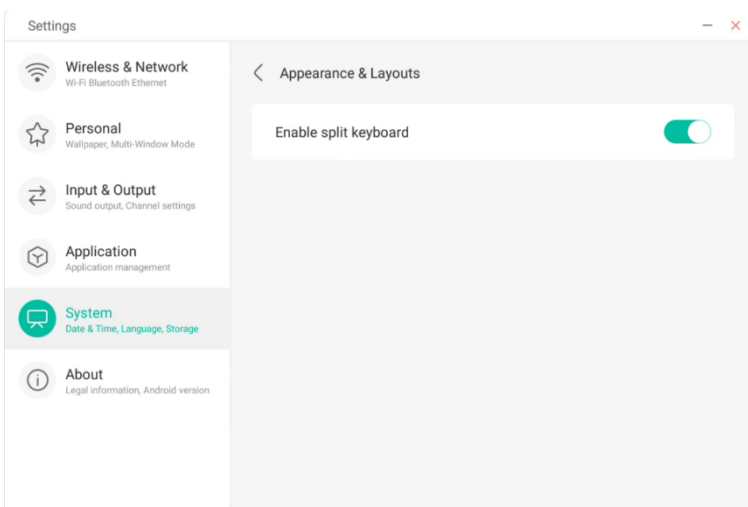 Settings
Wireless & Network
Wi-Fi Bluetooth Ethernet
Personal
Wallpaper, Multi-Window Mode
Input & Output
Sound output, Channel settings
Application
Application management
System
Date & Time, Language, Storage
About
Legal information, Android version
Appearance & Layouts
Enable split keyboard